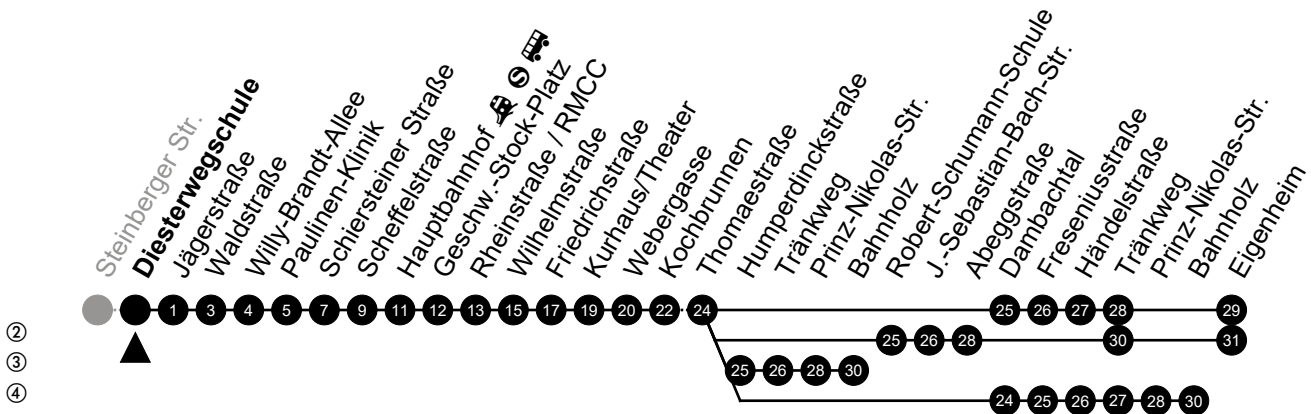 Steinberger Str.
Diesterwegschule
Jägerstraße
Waldstraße
Willy-Brandt-Allee
Paulinen-Klinik
Schiersteiner Straße
Scheffelstraße
Hauptbahnhof S
Geschw.-Stock-Platz
Rheinstraße / RMCC
Wilhelmstraße
Friedrichstraße
Kurhaus/Theater
Webergasse
Kochbrunnen
Thomaestraße
Humperdinckstraße
Tränkweg
Prinz-Nikolas-Str.
Bahnholz
Robert-Schumann-Schule
J.-Sebastian-Bach-Str.
Abeggstraße
Dambachtal
Freseniusstraße
Händelstraße
Tränkweg
Prinz-Nikolas-Str.
Bahnholz
Eigenheim
1 3 4 5 7 9 11 12 13 15 17 19 20 22 24 25 26 27 28 29
② 25 26 28 30 31
③ 25 26 28 30
④ 24 25 26 27 28 30